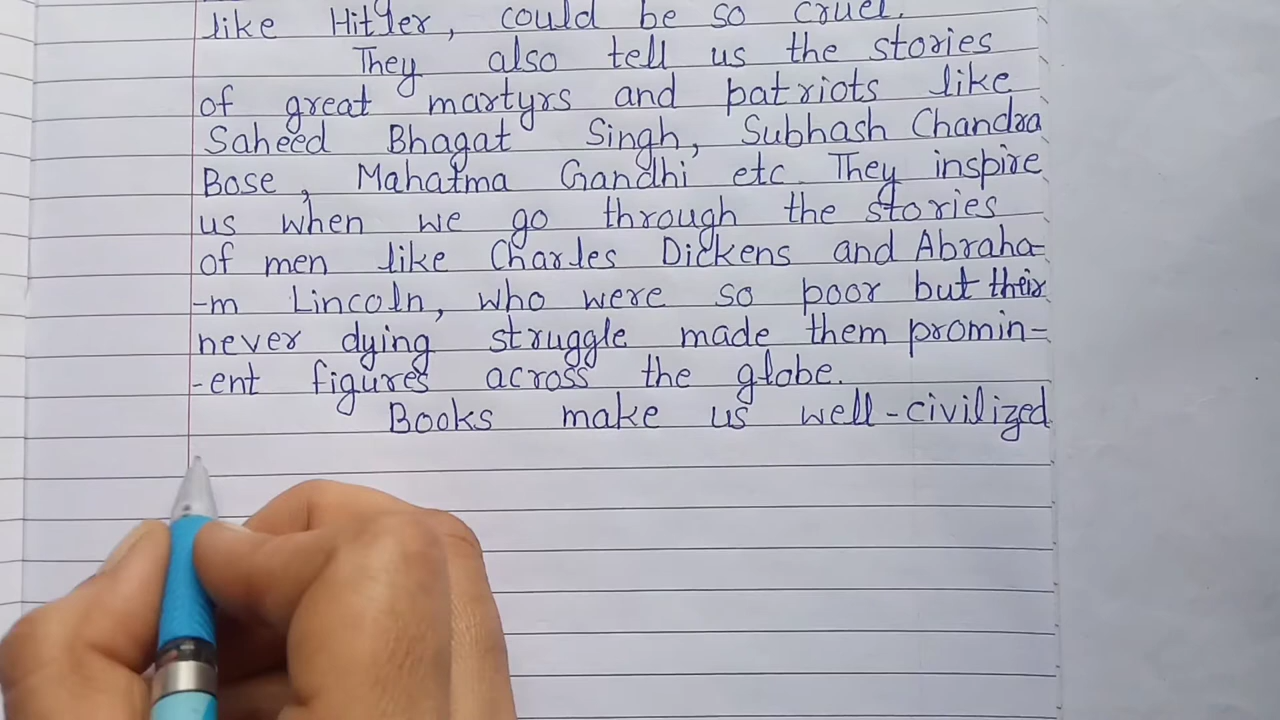 like Hitler, could be so cruel.
They also tell us the stories
of great martyrs and patriots like
Saheed Bhagat Singh, Subhash Chandra
Bose, Mahatma Gandhi etc. They inspire
us when we go through the stories
of men like Charles Dickens and Abraha-
-m Lincoln, who were so poor but their
never dying struggle made them promin=
-ent figures across the globe.
Books make us well-civilized